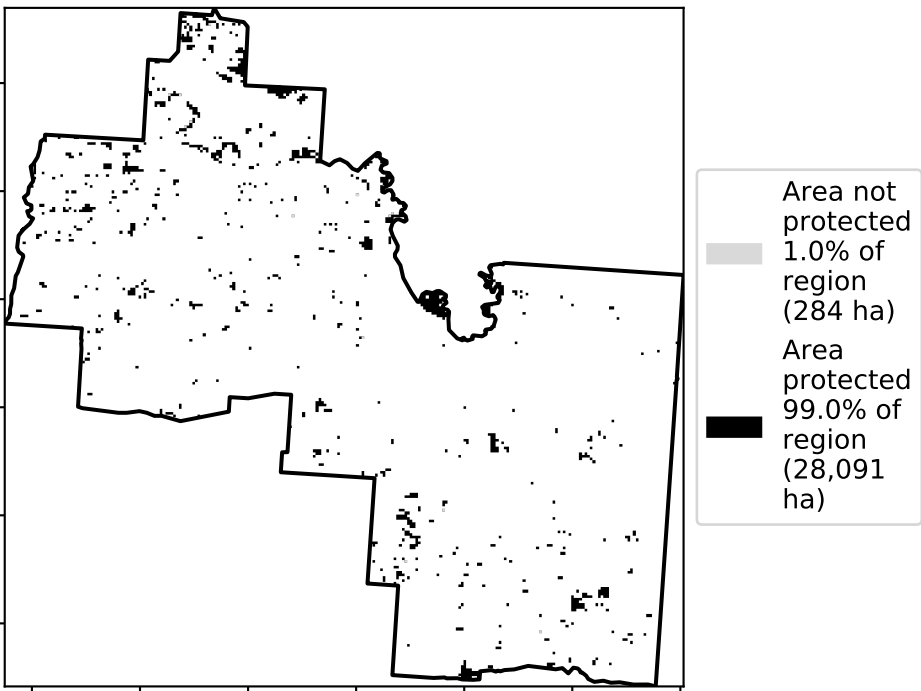 Area not
protected
1.0% of
region
(284 ha)
Area
protected
99.0% of
region
(28,091
ha)